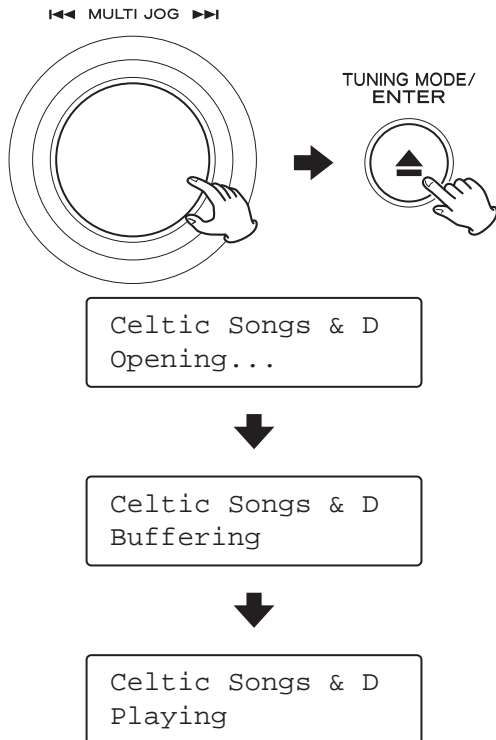 MULTI JOG
TUNING MODE/
ENTER
Celtic Songs & D
Opening...
Celtic Songs & D
Buffering
Celtic Songs & D
Playing